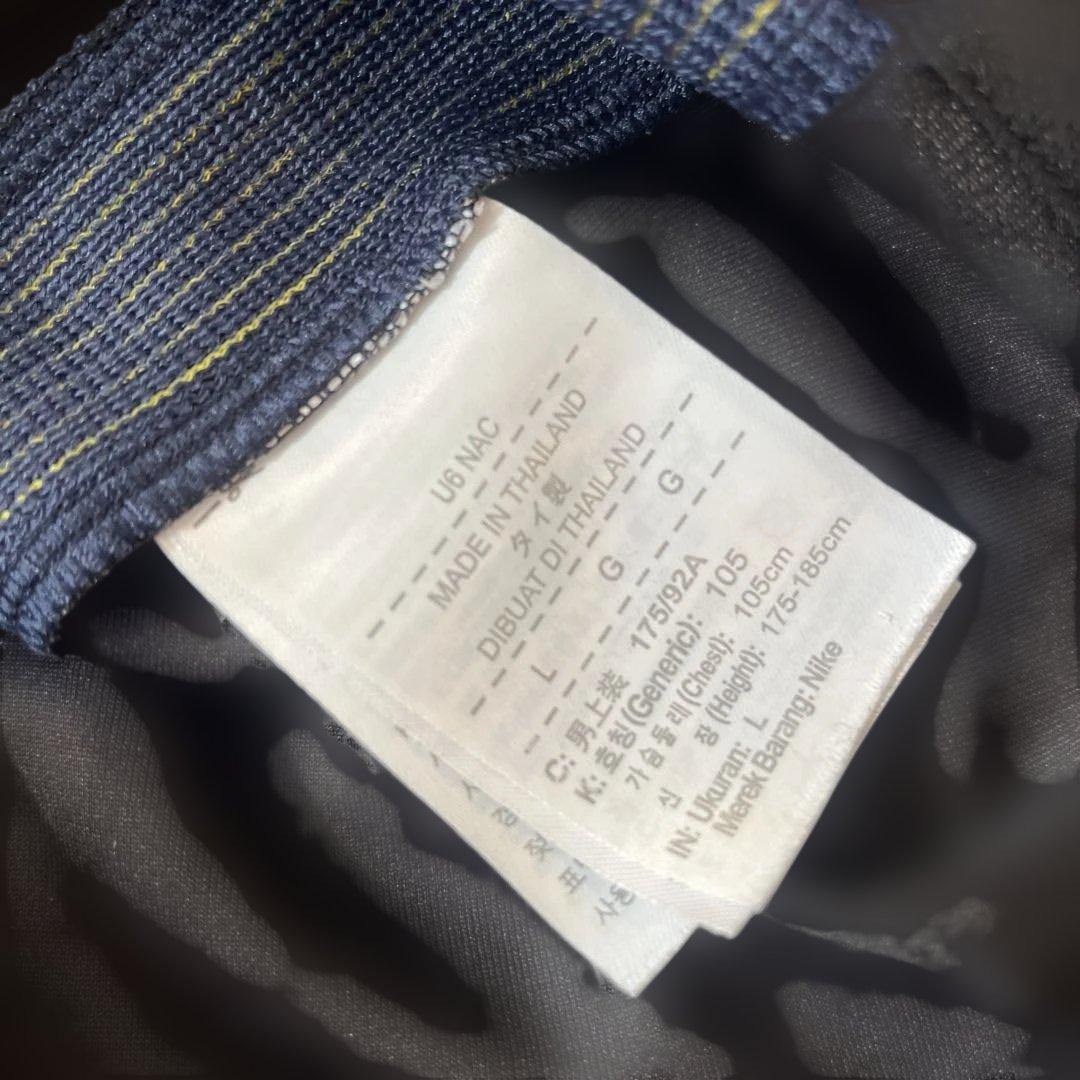 U6 NAC
MADE IN THAILAND
タイ製
DIBUAT DI THAILAND
L G G
C: 男上装 175/92A
K: 호칭(Generic): 105
가슴둘레(Chest): 105cm
신 장 (Height): 175-185cm
IN: Ukuran: L
Merek Barang: Nike